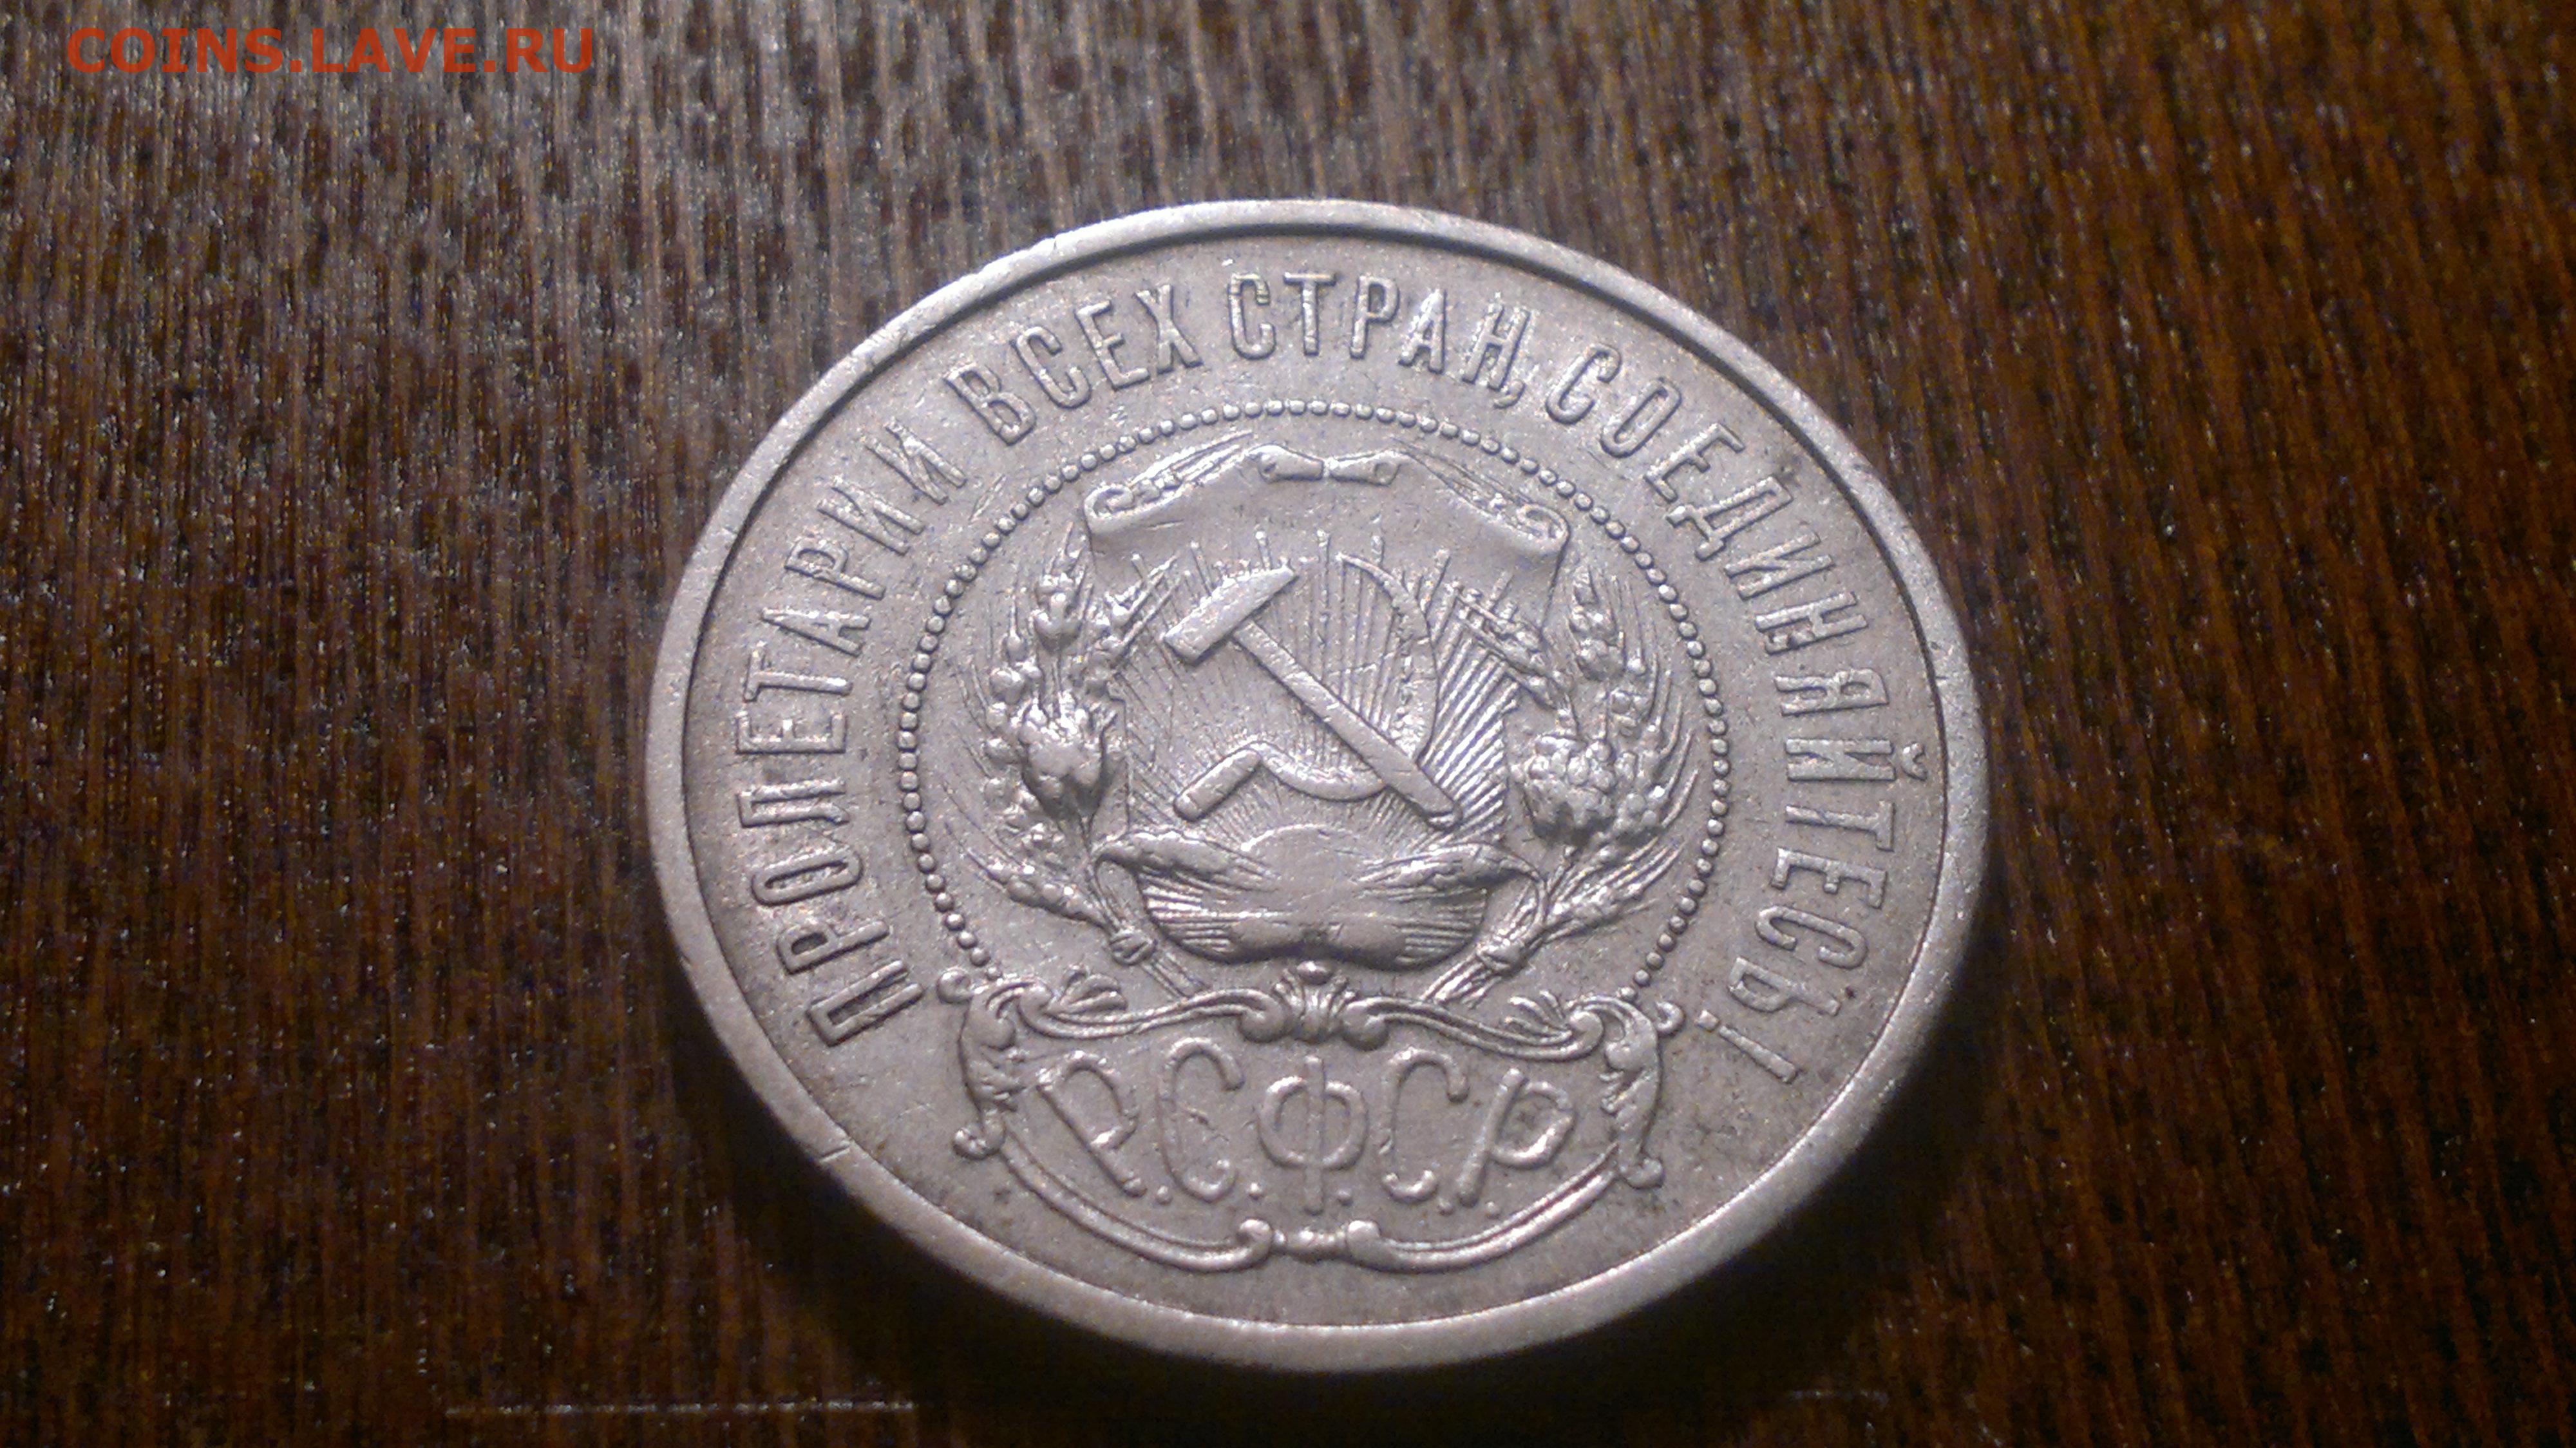 COINS.LAVE.RU
ПРОЛЕТАРИИ ВСЕХ СТРАН, СОЕДИНЯЙТЕСЬ!
Р.С.Ф.С.Р.